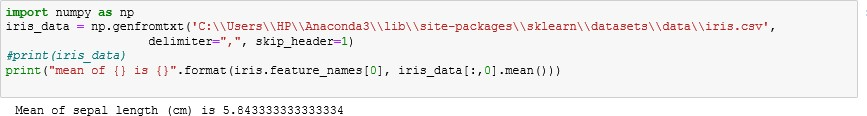 import numpy as np
iris_data = np.genfromtxt('C:\\Users\\HP\\Anaconda3\\lib\\site-packages\\sklearn\\datasets\\data\\iris.csv',
delimiter=",", skip_header=1)
#print(iris_data)
print("mean of {} is {}".format(iris.feature_names[0], iris_data[:,0].mean()))
Mean of sepal length (cm) is 5.843333333333334